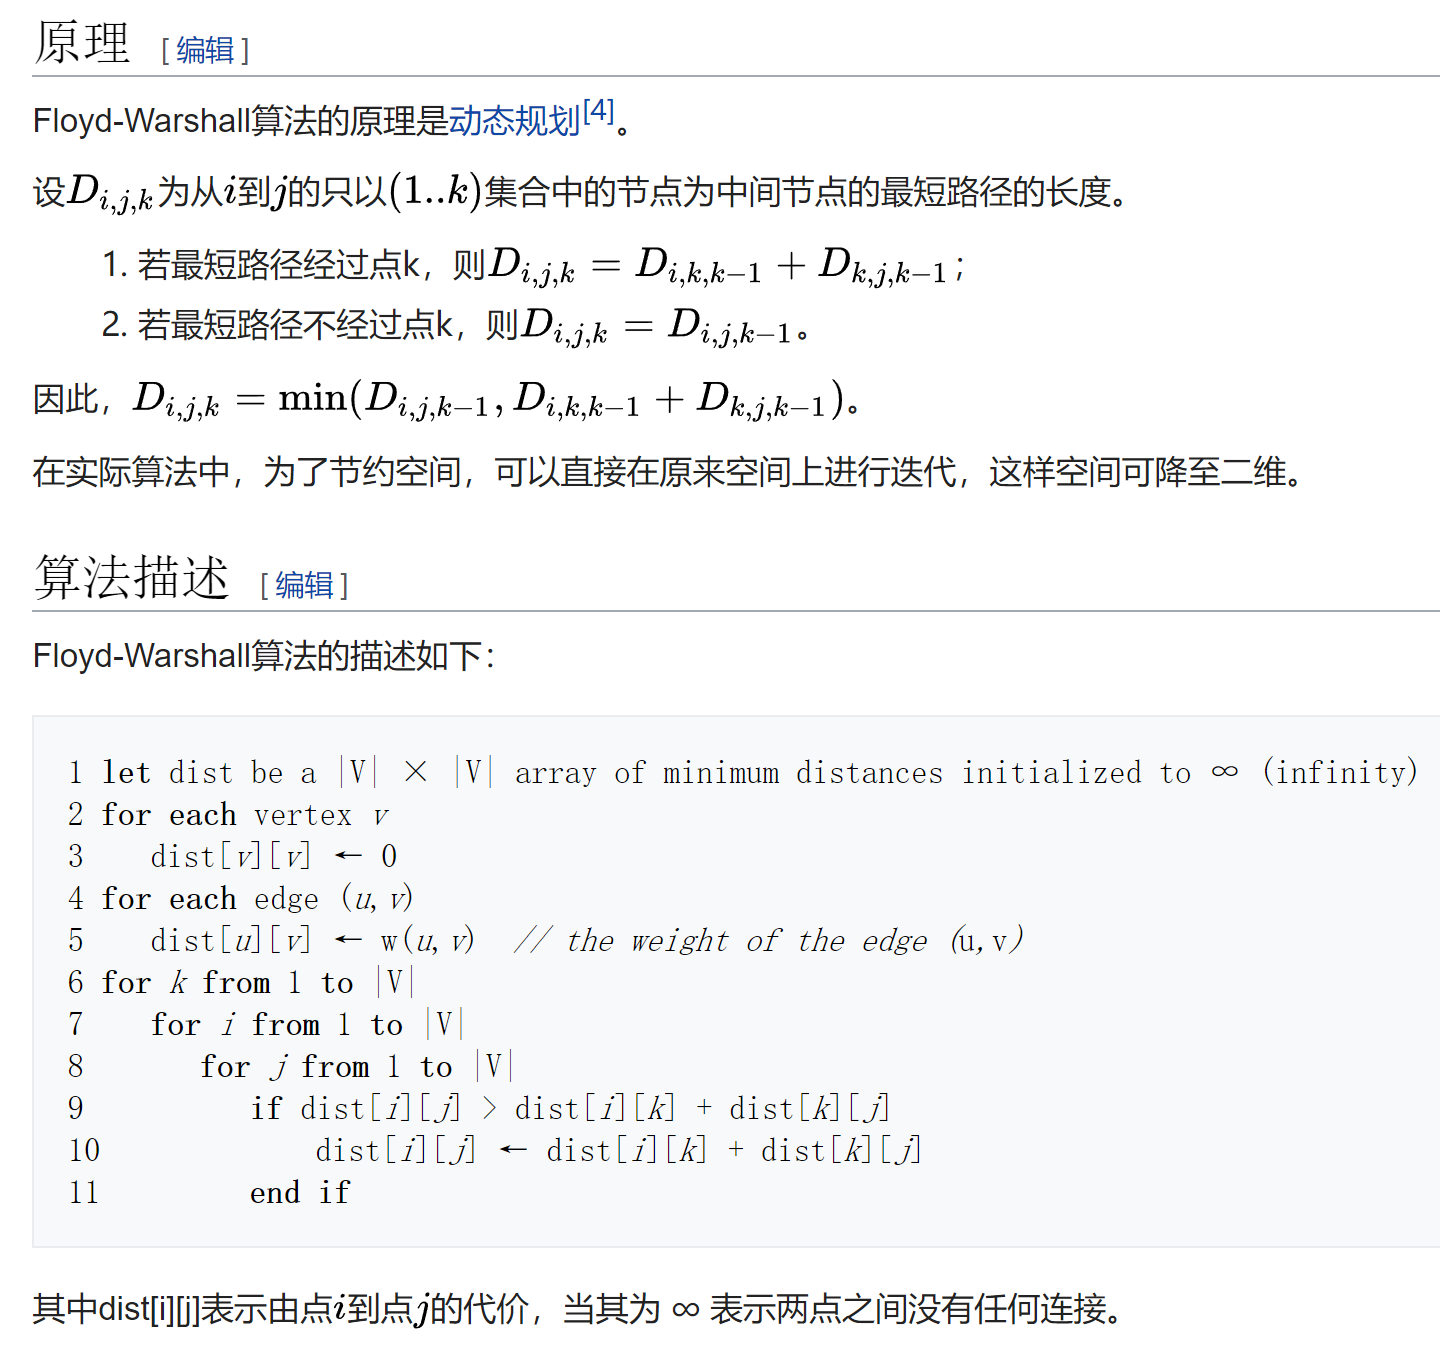 原理 [编辑]
Floyd-Warshall算法的原理是动态规划[4]。
设D_{i,j,k}为从i到j的只以(1..k)集合中的节点为中间节点的最短路径的长度。
1. 若最短路径经过点k，则D_{i,j,k} = D_{i,k,k−1} + D_{k,j,k−1}；
2. 若最短路径不经过点k，则D_{i,j,k} = D_{i,j,k−1}。
因此，D_{i,j,k} = min(D_{i,j,k−1}, D_{i,k,k−1} + D_{k,j,k−1})。
在实际算法中，为了节约空间，可以直接在原来空间上进行迭代，这样空间可降至二维。
算法描述 [编辑]
Floyd-Warshall算法的描述如下：
1 let dist be a |V| × |V| array of minimum distances initialized to ∞ (infinity)
2 for each vertex v
3    dist[v][v] ← 0
4 for each edge (u,v)
5    dist[u][v] ← w(u,v)  // the weight of the edge (u,v)
6 for k from 1 to |V|
7    for i from 1 to |V|
8       for j from 1 to |V|
9          if dist[i][j] > dist[i][k] + dist[k][j]
10             dist[i][j] ← dist[i][k] + dist[k][j]
11         end if
其中dist[i][j]表示由点i到点j的代价，当其为 ∞ 表示两点之间没有任何连接。